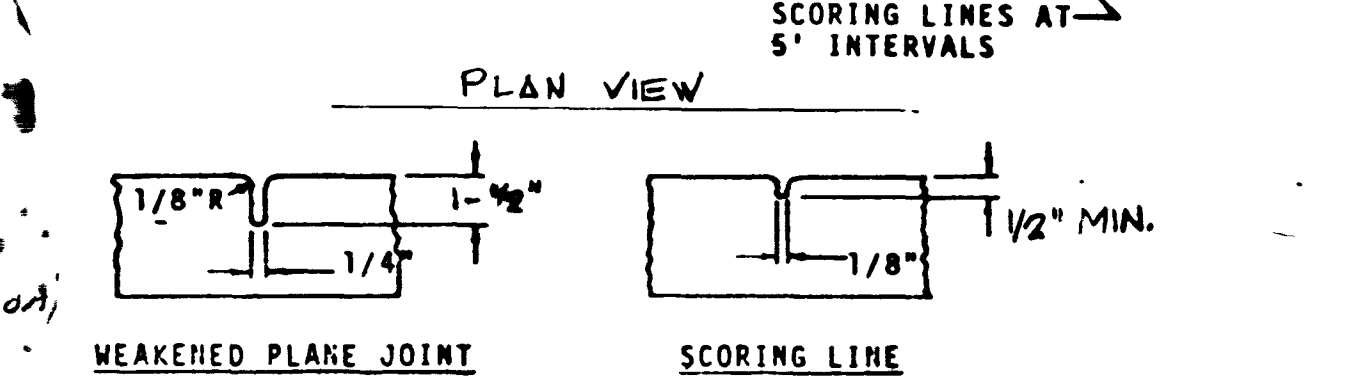 SCORING LINES AT
5' INTERVALS
PLAN VIEW
1/8"R
1-1/2"
1/4"
1/2" MIN.
1/8"
WEAKENED PLANE JOINT
SCORING LINE